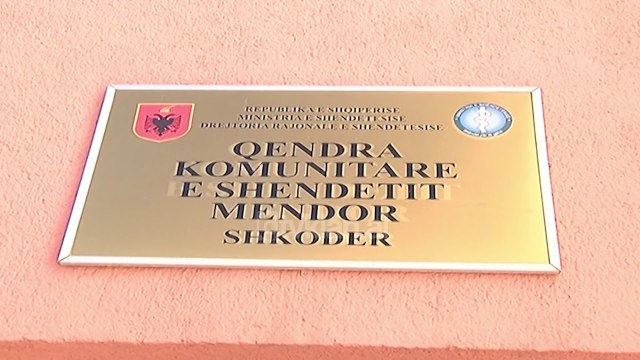 REPUBLIKA E SHQIPERISE
MINISTRIA E SHENDETESISE
DREJTORIA RAJONALE E SHENDETESISE
QENDRA
KOMUNITARE
E SHENDETIT
MENDOR
SHKODER